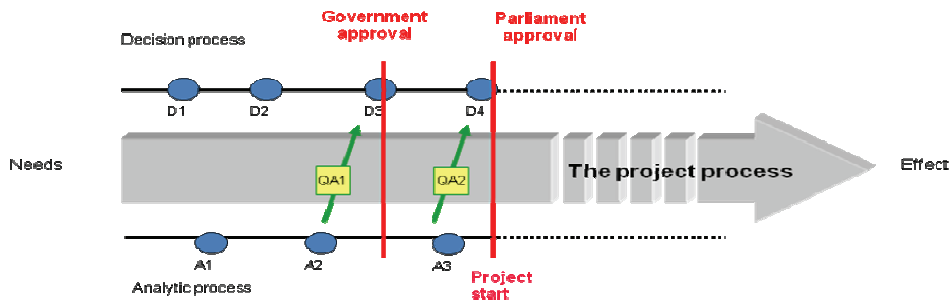 Government
approval
Parliament
approval
Decision process
D1
D2
D3
D4
Needs
QA1
QA2
The project process
Effect
A1
A2
A3
Analytic process
Project
start